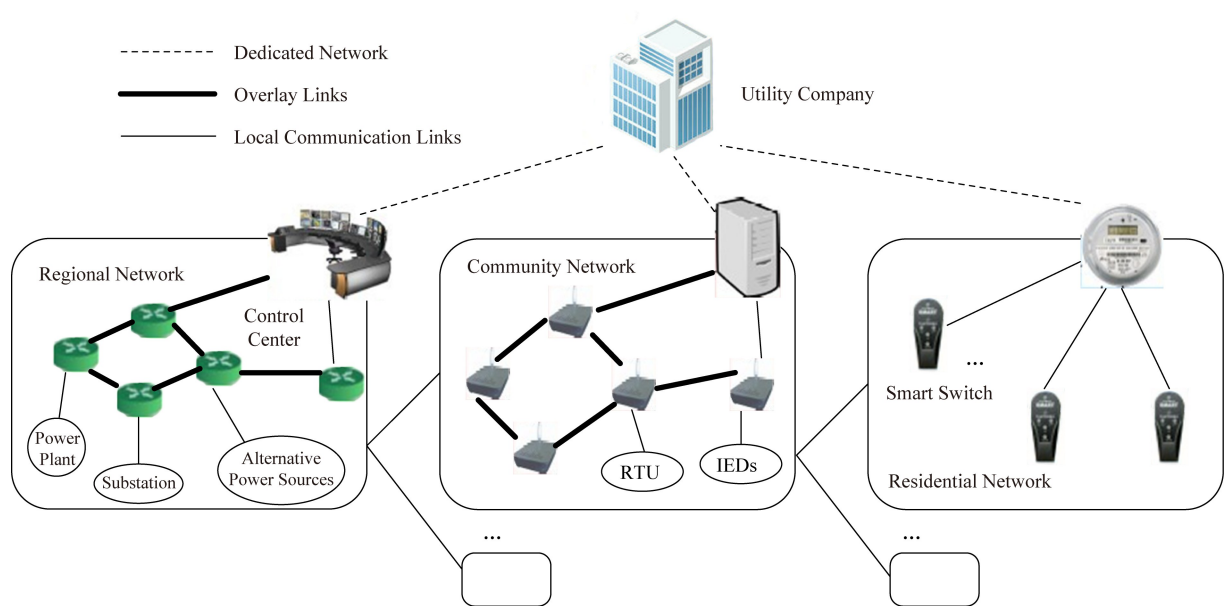 Dedicated Network
Overlay Links
Local Communication Links
Utility Company
Regional Network
Control
Center
Power
Plant
Substation
Alternative
Power Sources
Community Network
RTU
IEDs
...
Smart Switch
Residential Network
...
...